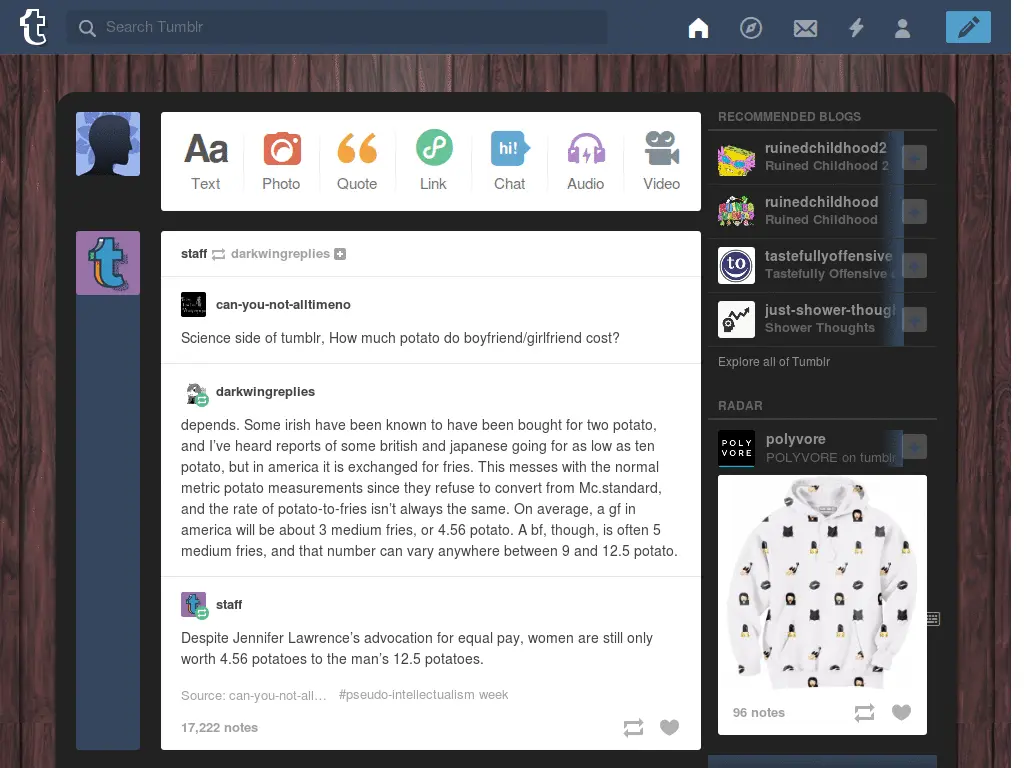 t
Search Tumblr
Aa
hi!
Text
Photo
Quote
Link
Chat
Audio
Video
staff darkwingreplies
can-you-not-alltimeno
Science side of tumblr, How much potato do boyfriend/girlfriend cost?
darkwingreplies
depends. Some irish have been known to have been bought for two potato,
and I've heard reports of some british and japanese going for as low as ten
potato, but in america it is exchanged for fries. This messes with the normal
metric potato measurements since they refuse to convert from Mc.standard,
and the rate of potato-to-fries isn't always the same. On average, a gf in
america will be about 3 medium fries, or 4.56 potato. A bf, though, is often 5
medium fries, and that number can vary anywhere between 9 and 12.5 potato.
staff
Despite Jennifer Lawrence's advocation for equal pay, women are still only
worth 4.56 potatoes to the man's 12.5 potatoes.
Source: can-you-not-all... #pseudo-intellectualism week
17,222 notes
RECOMMENDED BLOGS
ruinedchildhood2
Ruined Childhood 2
ruinedchildhood
Ruined Childhood
to
tastefullyoffensive
Tastefully Offensive
just-shower-though
Shower Thoughts
Explore all of Tumblr
RADAR
POLY
VORE
polyvore
POLYVORE on tumblr
96 notes